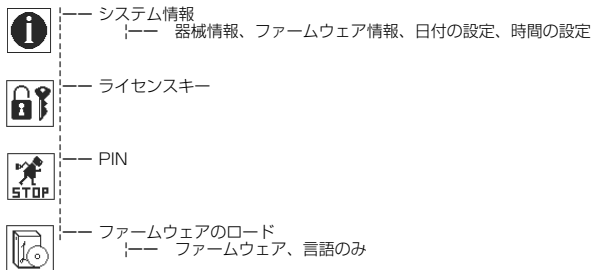 システム情報
器械情報、ファームウェア情報、日付の設定、時間の設定
ライセンスキー
PIN
STOP
ファームウェアのロード
ファームウェア、言語のみ